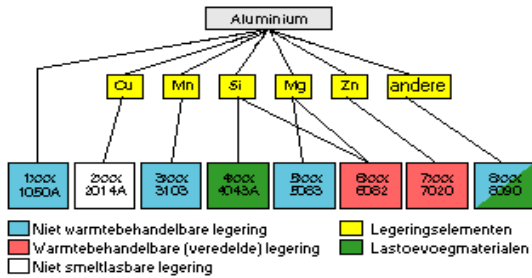 Aluminium
Cu Mn Si Mg Zn andere
1xxx 2xxx 3xxx 4xxx 5xxx 6xxx 7xxx 8xxx
1050A 2014A 3103 4043A 5083 6082 7020 8090
Niet warmtebehandelbare legering
Legeringselementen
Warmtebehandelbare (veredelde) legering
Lastoevoegmaterialen
Niet smeltlasbare legering